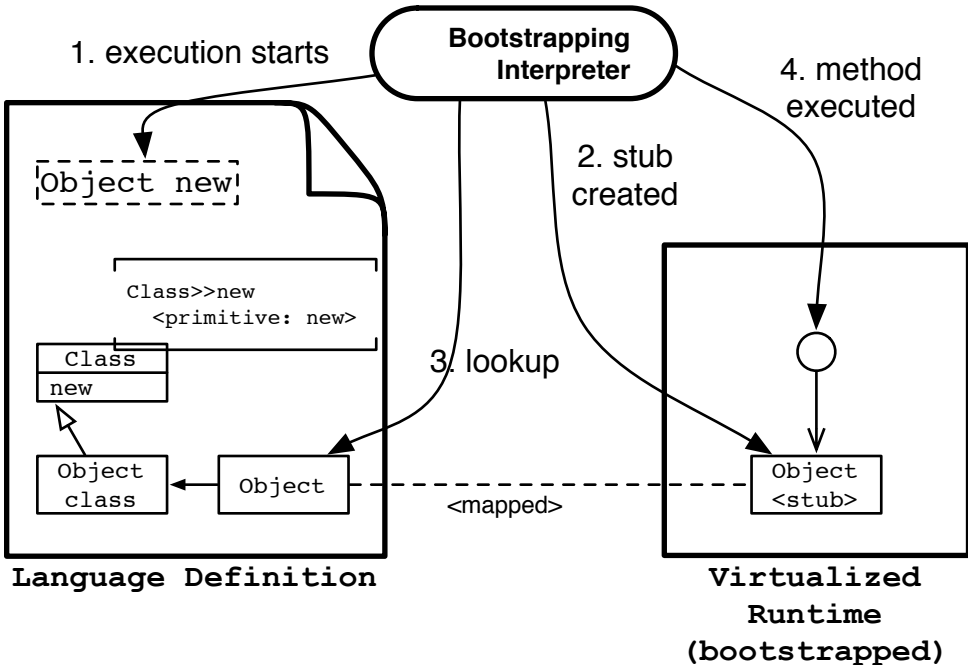 Bootstrapping
Interpreter
1. execution starts
4. method
executed
2. stub
created
Object new
Class>>new
<primitive: new>
Class
new
3. lookup
Object
class
Object
<mapped>
Object
<stub>
Language Definition
Virtualized
Runtime
(bootstrapped)